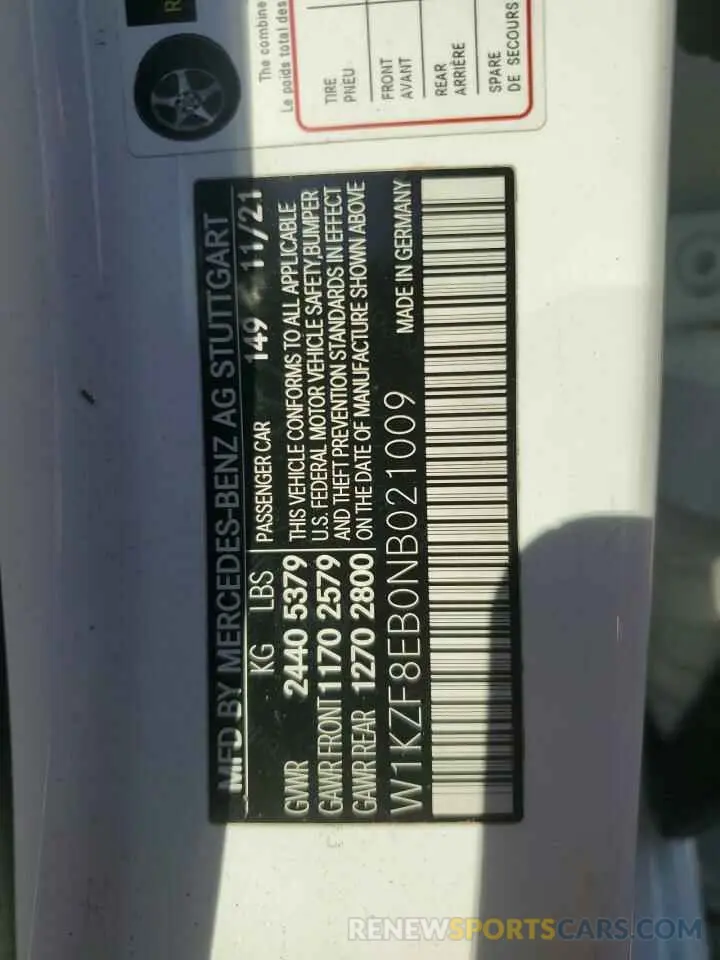 R
The combine
Le poids total des
TIRE
PNEU
FRONT
AVANT
REAR
ARRIÈRE
SPARE
DE SECOURS
MFD BY MERCEDES-BENZ AG STUTTGART
KG LBS PASSENGER CAR 149 11/21
GVWR 2440 5379 THIS VEHICLE CONFORMS TO ALL APPLICABLE
U.S. FEDERAL MOTOR VEHICLE SAFETY, BUMPER
GAWR FRONT 1170 2579 AND THEFT PREVENTION STANDARDS IN EFFECT
GAWR REAR 1270 2800 ON THE DATE OF MANUFACTURE SHOWN ABOVE
W1KZF8EB0NB021009 MADE IN GERMANY
RENEWSPORTSCARS.COM